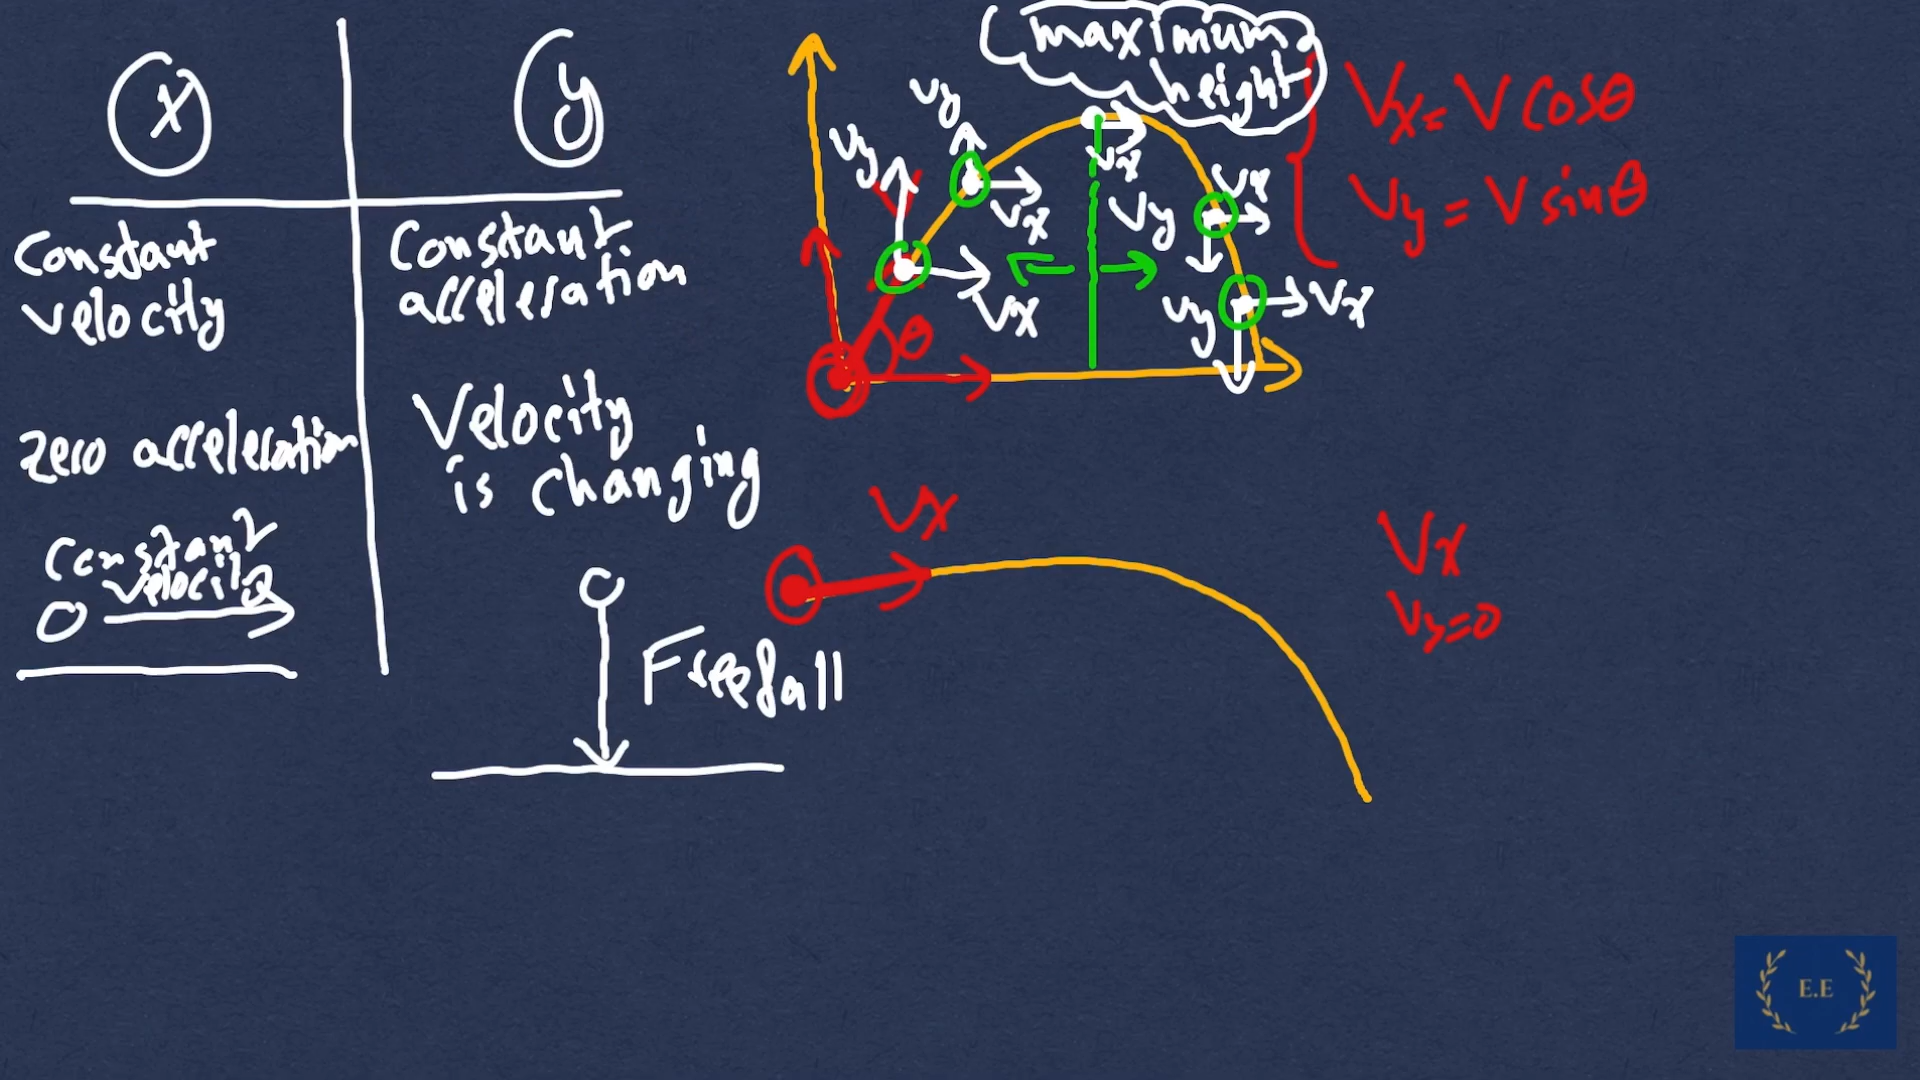 x
y
Constant
velocity
Constant
acceleration
zero acceleration
Velocity
is changing
Constant
velocity
Freefall
maximum
height
Vy
Vy
Vx
Vx
Vx
Vy
Vx
Vy
Vx
θ
Vx = V Cosθ
Vy = V sinθ
Vx
Vx
Vy=0
E.E